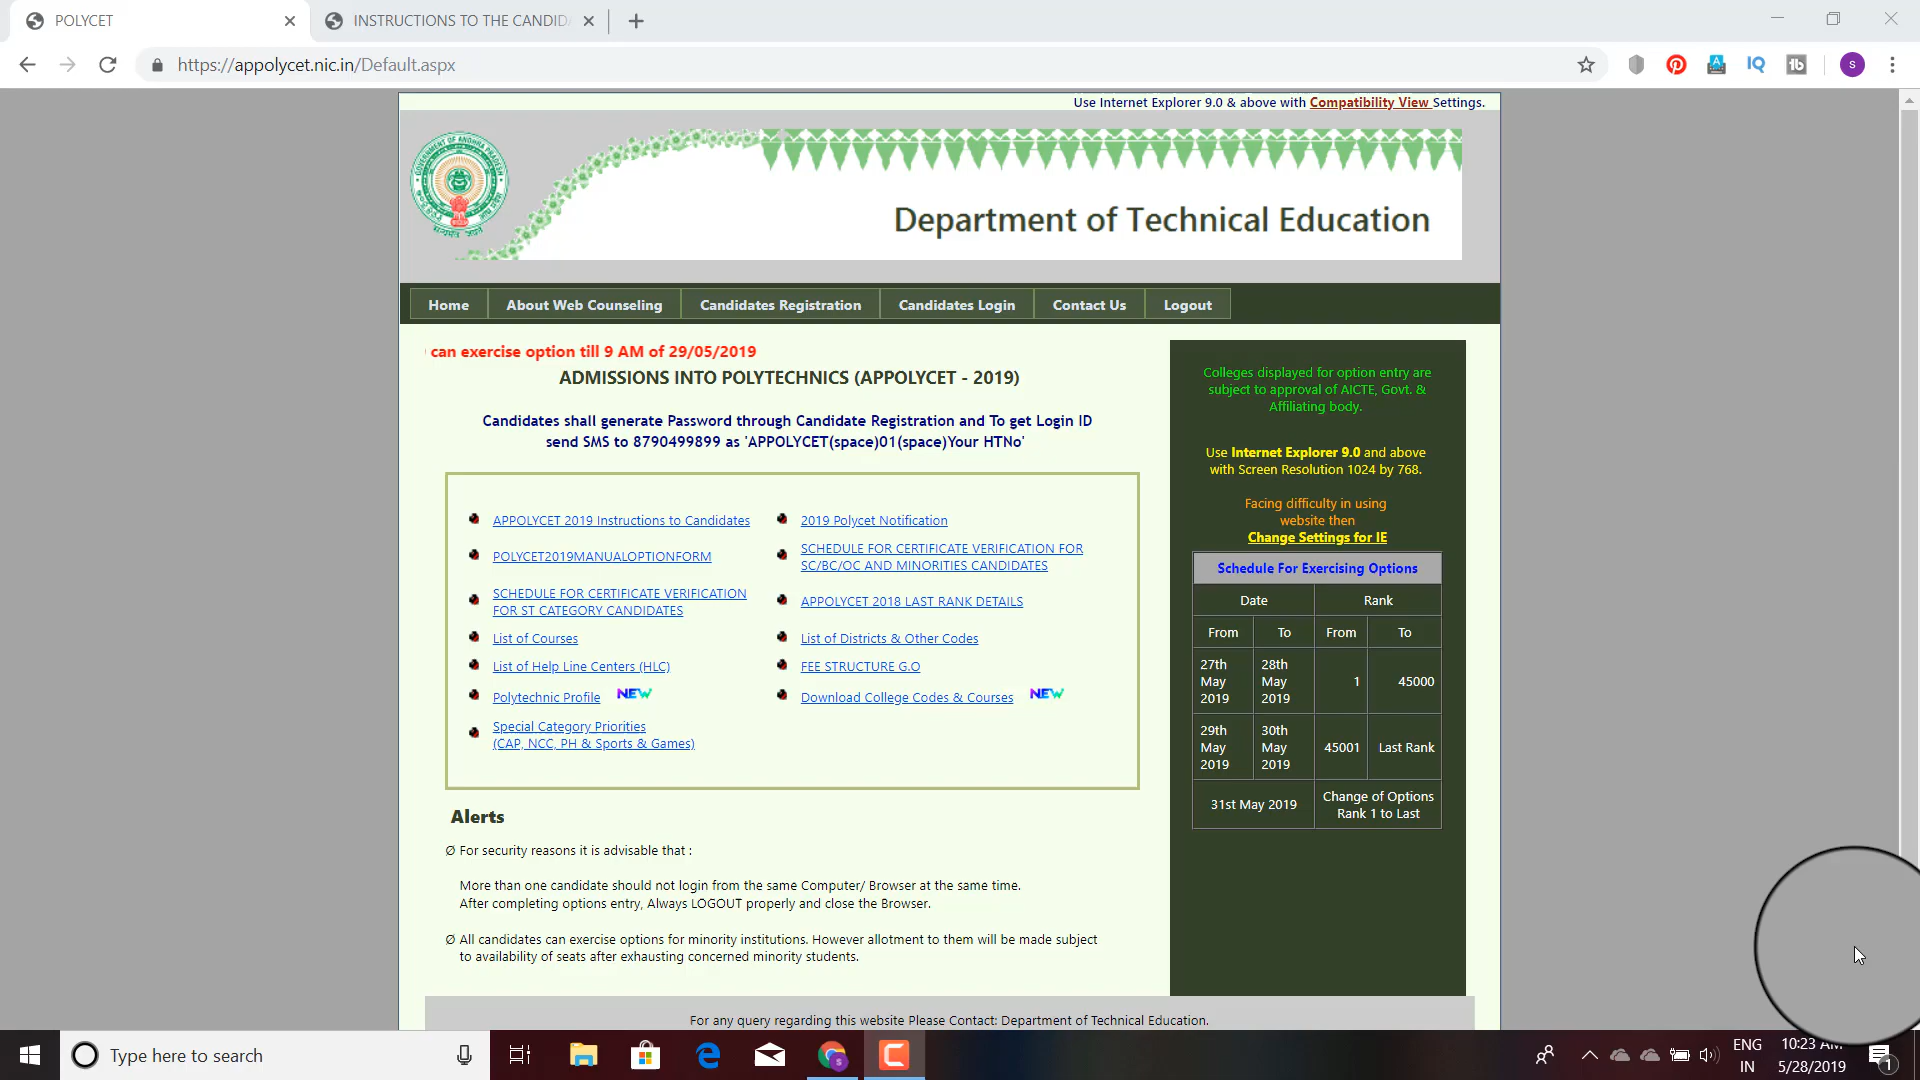 POLYCET
INSTRUCTIONS TO THE CANDID
https://appolycet.nic.in/Default.aspx
Use Internet Explorer 9.0 & above with Compatibility View Settings.
Department of Technical Education
Home
About Web Counseling
Candidates Registration
Candidates Login
Contact Us
Logout
can exercise option till 9 AM of 29/05/2019
ADMISSIONS INTO POLYTECHNICS (APPOLYCET - 2019)
Candidates shall generate Password through Candidate Registration and To get Login ID
send SMS to 8790499899 as 'APPOLYCET(space)01(space)Your HTNo'
APPOLYCET 2019 Instructions to Candidates
2019 Polycet Notification
POLYCET2019MANUALOPTIONFORM
SCHEDULE FOR CERTIFICATE VERIFICATION FOR
SC/BC/OC AND MINORITIES CANDIDATES
SCHEDULE FOR CERTIFICATE VERIFICATION
FOR ST CATEGORY CANDIDATES
APPOLYCET 2018 LAST RANK DETAILS
List of Courses
List of Districts & Other Codes
List of Help Line Centers (HLC)
FEE STRUCTURE G.O
Polytechnic Profile NEW
Download College Codes & Courses NEW
Special Category Priorities
(CAP, NCC, PH & Sports & Games)
Alerts
Ø For security reasons it is advisable that :
More than one candidate should not login from the same Computer/ Browser at the same time.
After completing options entry, Always LOGOUT properly and close the Browser.
Ø All candidates can exercise options for minority institutions. However allotment to them will be made subject
to availability of seats after exhausting concerned minority students.
Colleges displayed for option entry are
subject to approval of AICTE, Govt. &
Affiliating body.
Use Internet Explorer 9.0 and above
with Screen Resolution 1024 by 768.
Facing difficulty in using
website then
Change Settings for IE
Schedule For Exercising Options
Date Rank
From To From To
27th May 2019 28th May 2019 1 45000
29th May 2019 30th May 2019 45001 Last Rank
31st May 2019 Change of Options Rank 1 to Last
For any query regarding this website Please Contact: Department of Technical Education.
Type here to search
ENG
IN
10:23 AM
5/28/2019
1